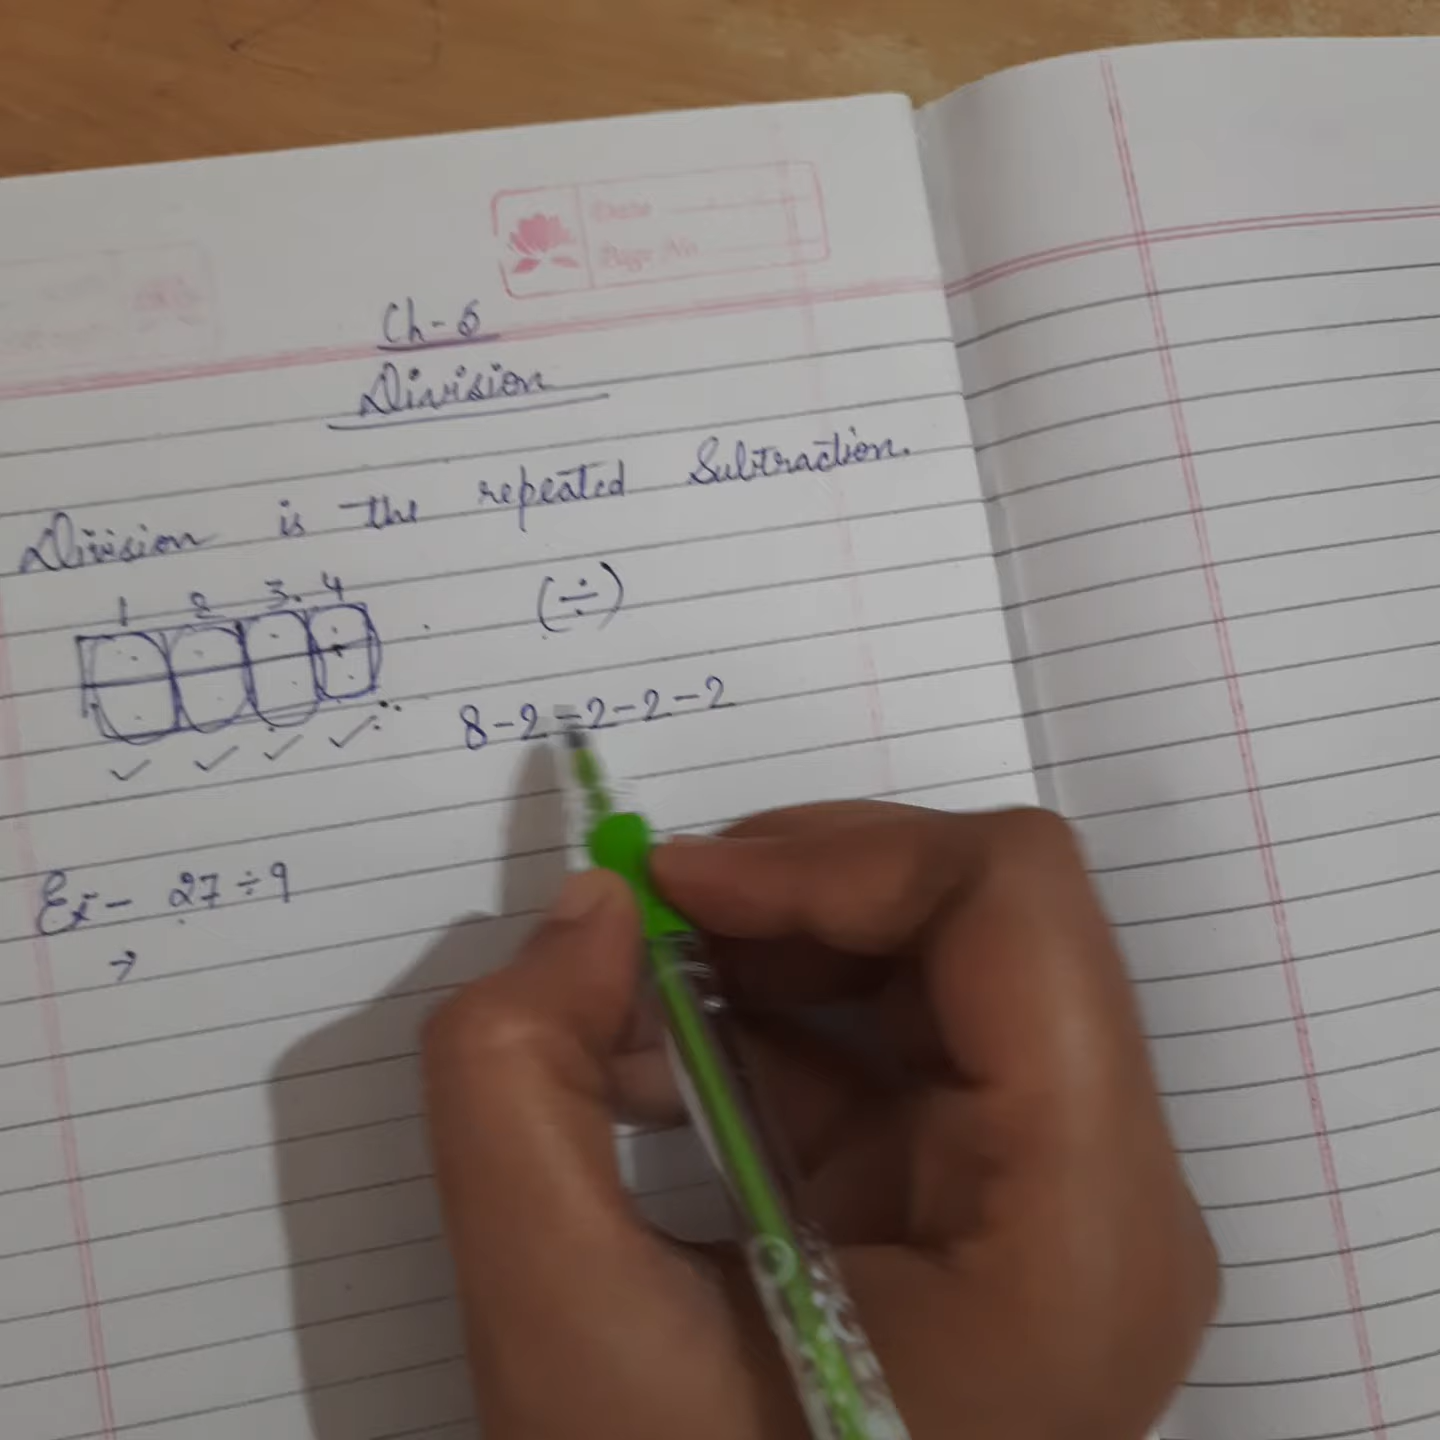 Date
Page No
Ch-6
Division
Division is the repeated Subtraction.
1 2 3. 4
(÷)
8-2-2-2-2
Ex- 27÷9
→